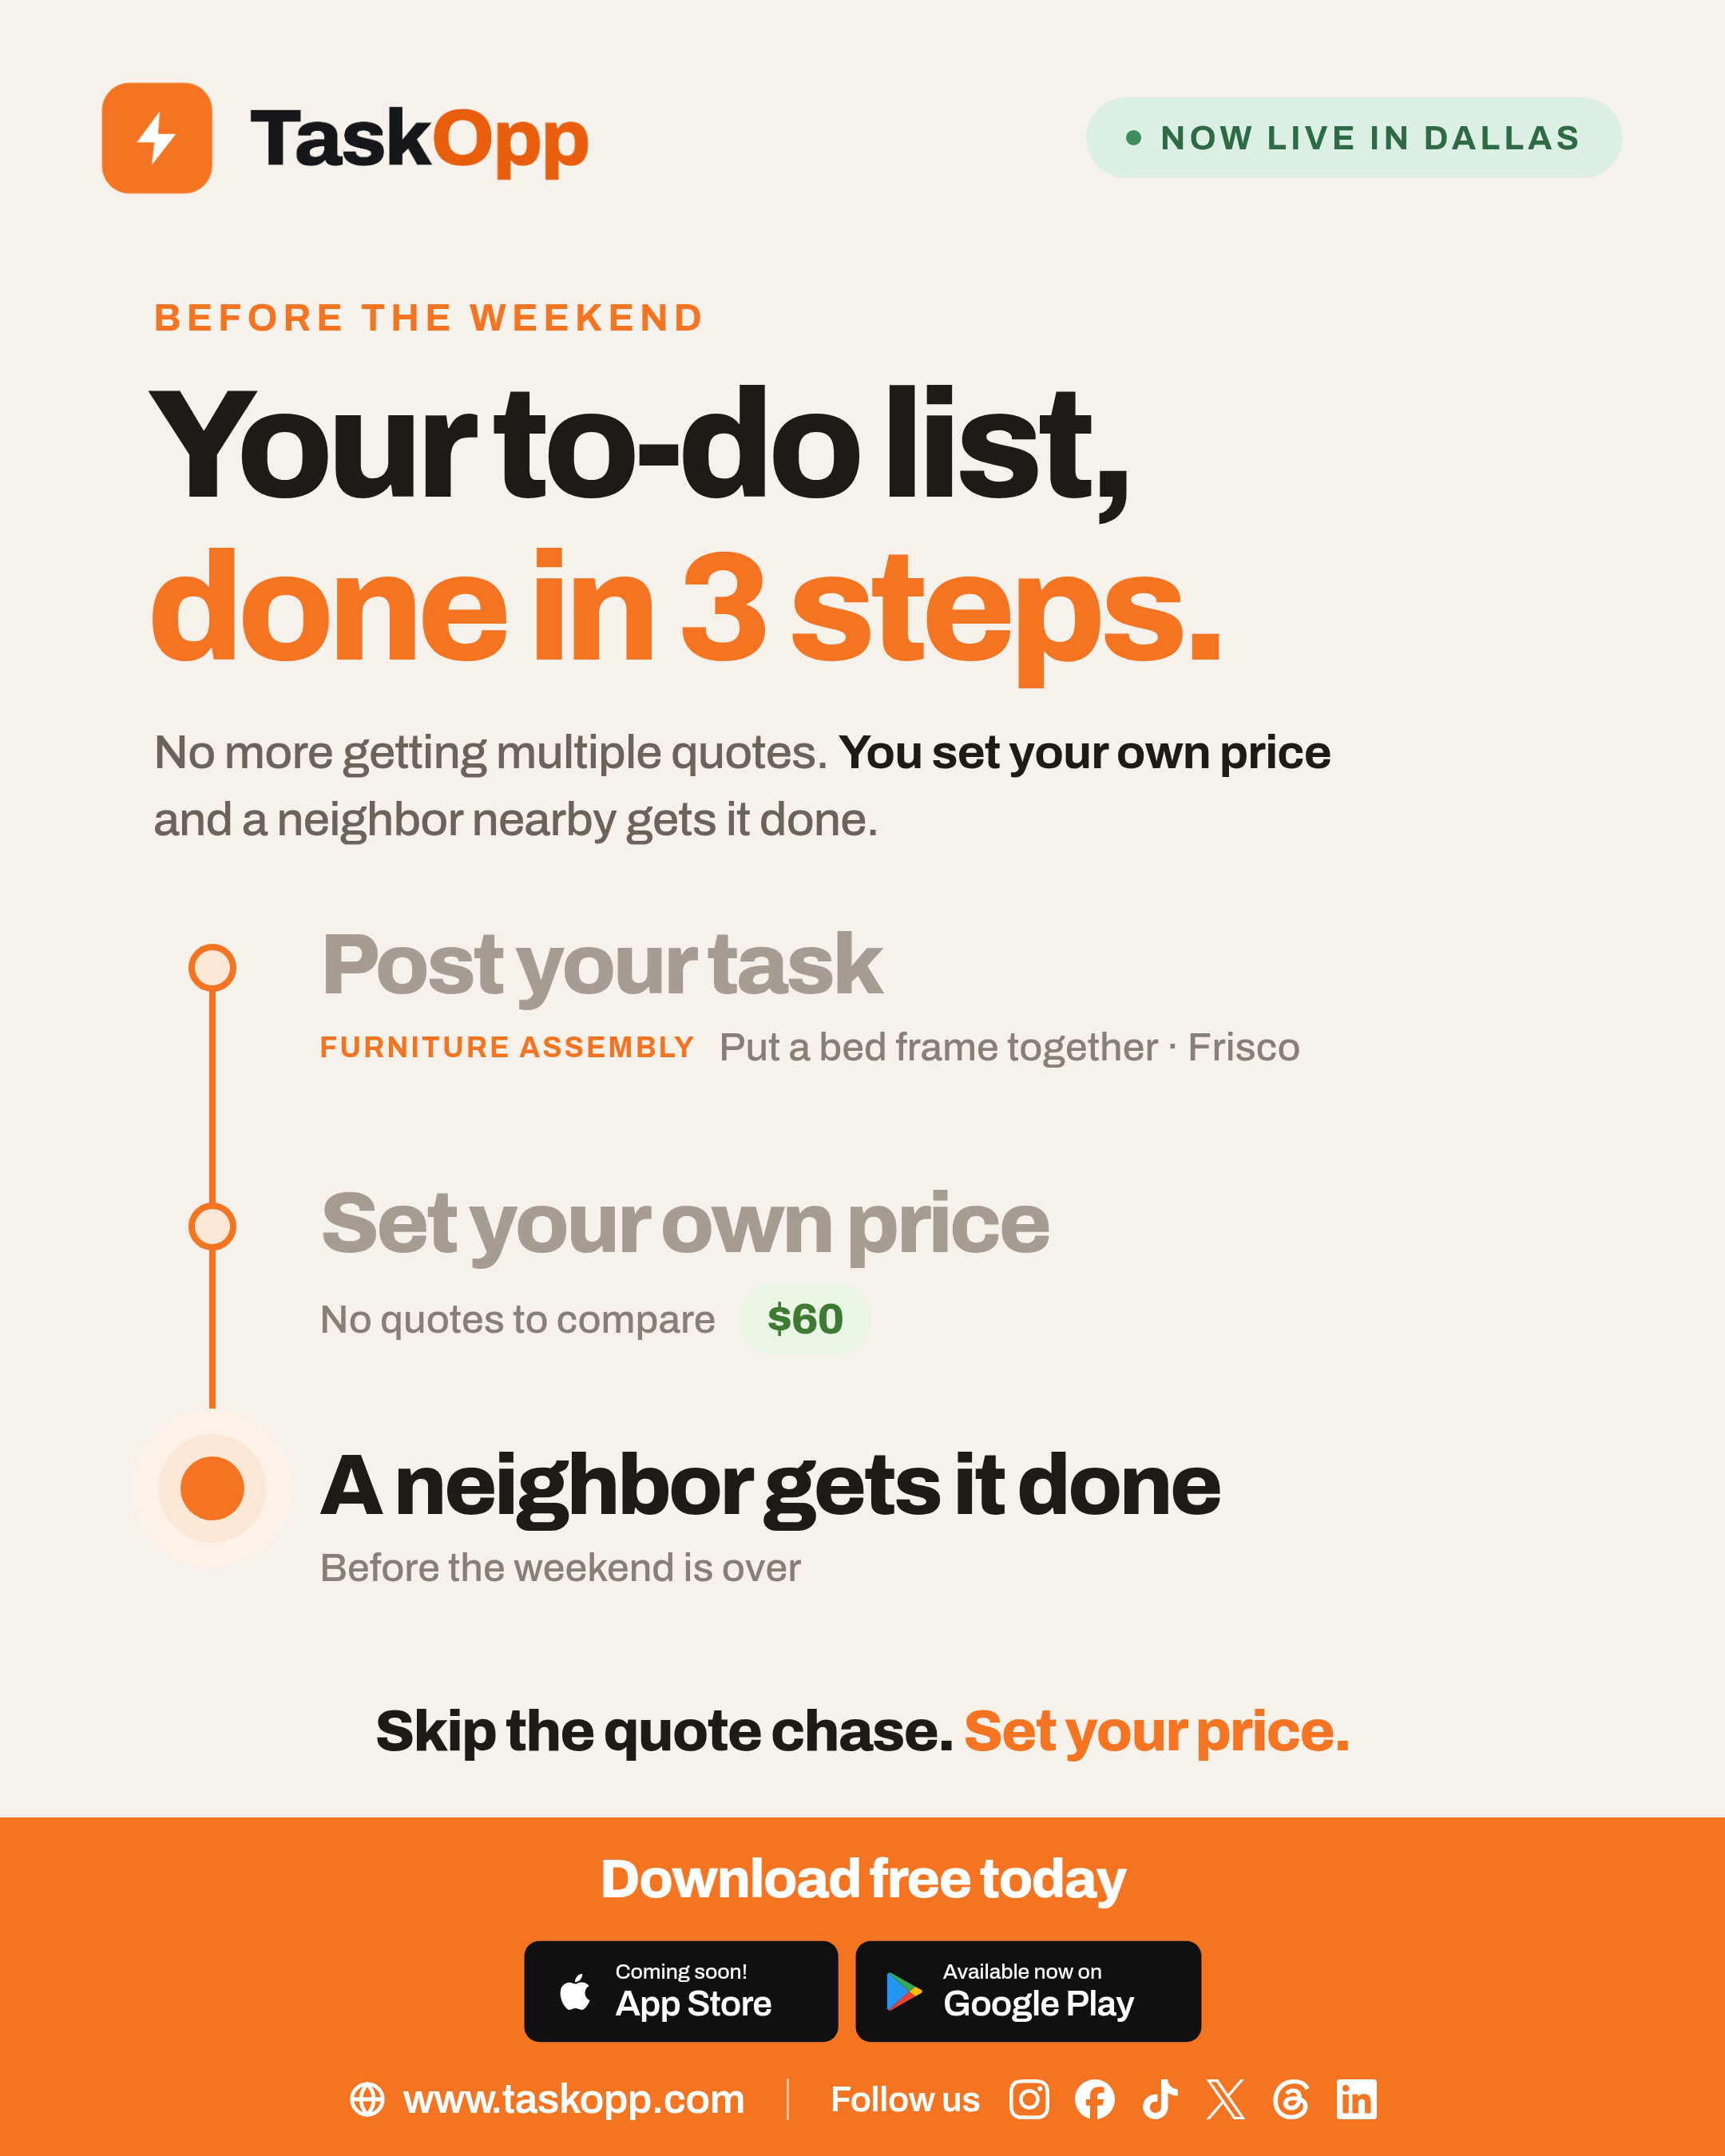 TaskOpp
NOW LIVE IN DALLAS
BEFORE THE WEEKEND
Your to-do list,
done in 3 steps.
No more getting multiple quotes. You set your own price
and a neighbor nearby gets it done.
Post your task
FURNITURE ASSEMBLY Put a bed frame together · Frisco
Set your own price
No quotes to compare $60
A neighbor gets it done
Before the weekend is over
Skip the quote chase. Set your price.
Download free today
Coming soon!
App Store
Available now on
Google Play
www.taskopp.com
Follow us